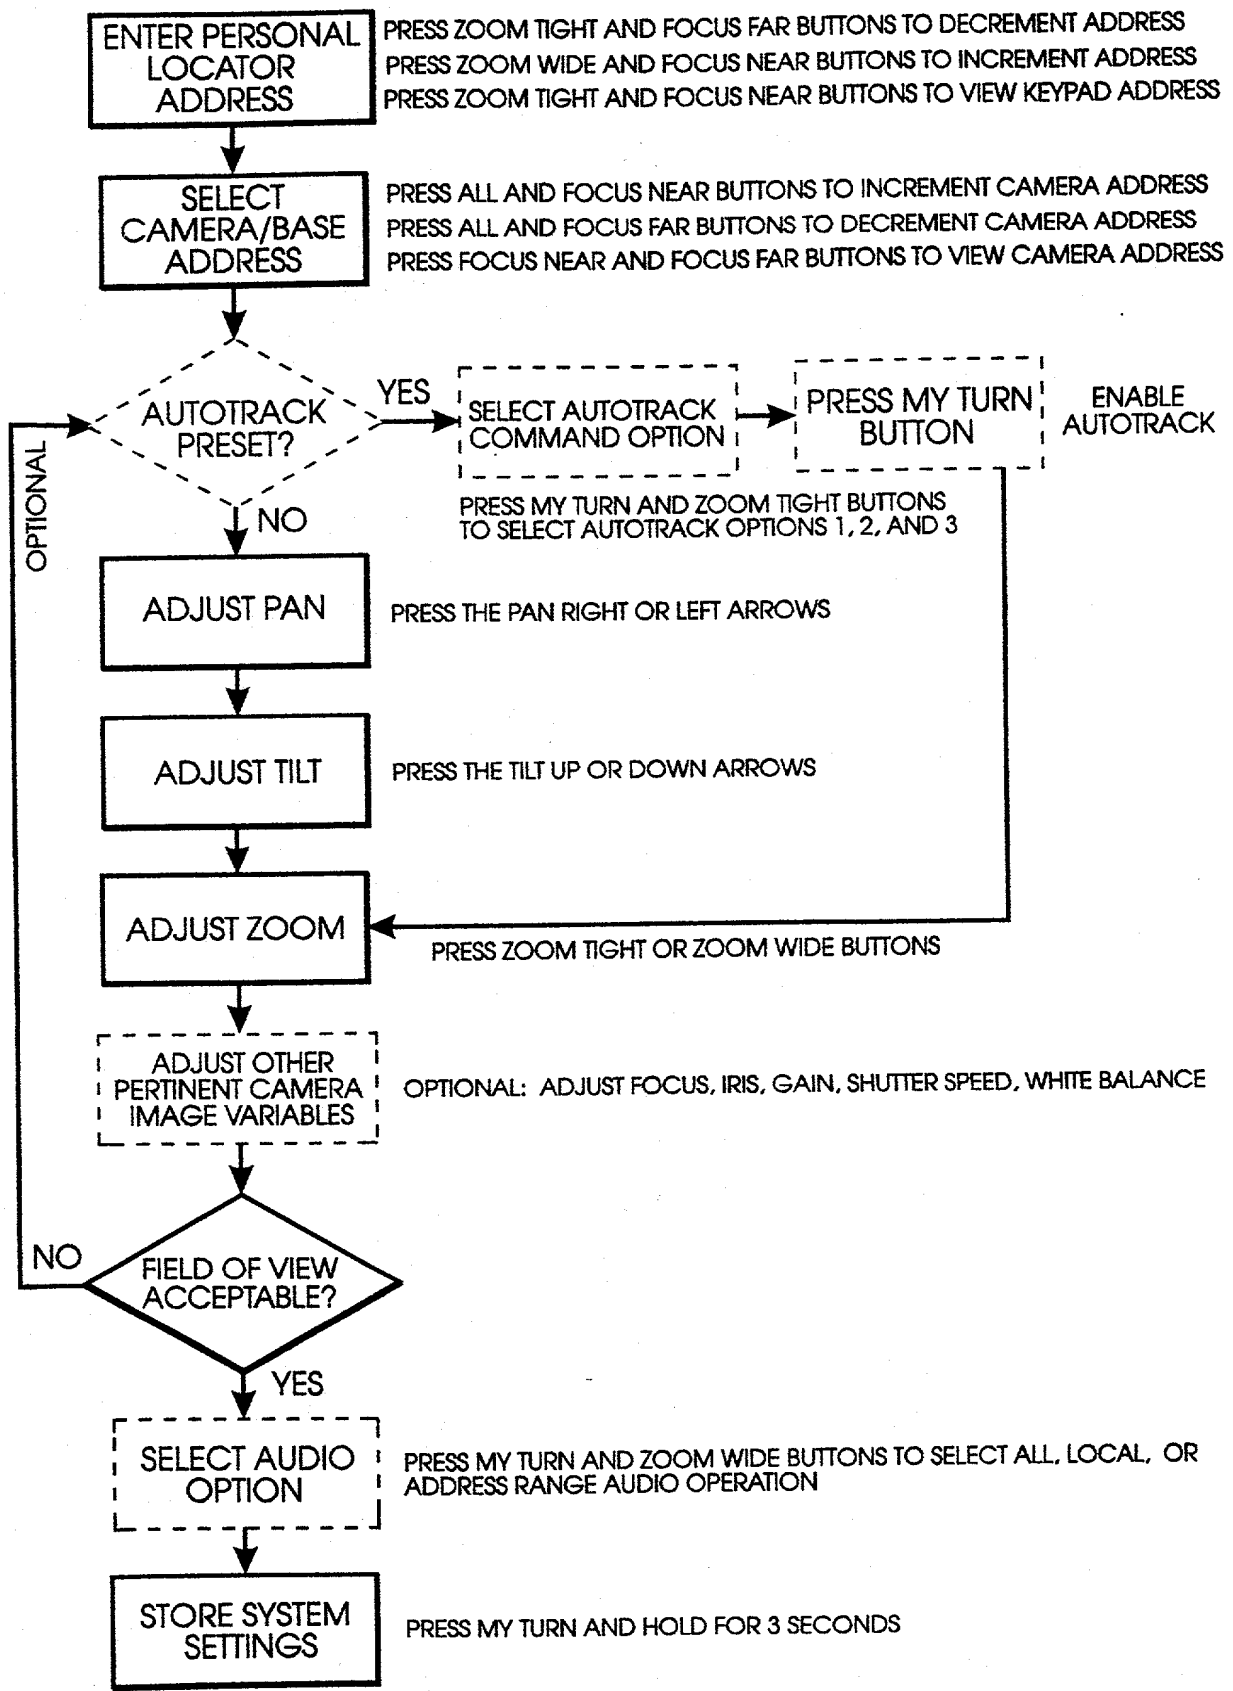 ENTER PERSONAL
LOCATOR
ADDRESS
PRESS ZOOM TIGHT AND FOCUS FAR BUTTONS TO DECREMENT ADDRESS
PRESS ZOOM WIDE AND FOCUS NEAR BUTTONS TO INCREMENT ADDRESS
PRESS ZOOM TIGHT AND FOCUS NEAR BUTTONS TO VIEW KEYPAD ADDRESS
SELECT
CAMERA/BASE
ADDRESS
PRESS ALL AND FOCUS NEAR BUTTONS TO INCREMENT CAMERA ADDRESS
PRESS ALL AND FOCUS FAR BUTTONS TO DECREMENT CAMERA ADDRESS
PRESS FOCUS NEAR AND FOCUS FAR BUTTONS TO VIEW CAMERA ADDRESS
AUTOTRACK
PRESET?
YES
SELECT AUTOTRACK
COMMAND OPTION
PRESS MY TURN
BUTTON
ENABLE
AUTOTRACK
PRESS MY TURN AND ZOOM TIGHT BUTTONS
TO SELECT AUTOTRACK OPTIONS 1, 2, AND 3
OPTIONAL
NO
ADJUST PAN
PRESS THE PAN RIGHT OR LEFT ARROWS
ADJUST TILT
PRESS THE TILT UP OR DOWN ARROWS
ADJUST ZOOM
PRESS ZOOM TIGHT OR ZOOM WIDE BUTTONS
ADJUST OTHER
PERTINENT CAMERA
IMAGE VARIABLES
OPTIONAL: ADJUST FOCUS, IRIS, GAIN, SHUTTER SPEED, WHITE BALANCE
NO
FIELD OF VIEW
ACCEPTABLE?
YES
SELECT AUDIO
OPTION
PRESS MY TURN AND ZOOM WIDE BUTTONS TO SELECT ALL, LOCAL, OR
ADDRESS RANGE AUDIO OPERATION
STORE SYSTEM
SETTINGS
PRESS MY TURN AND HOLD FOR 3 SECONDS